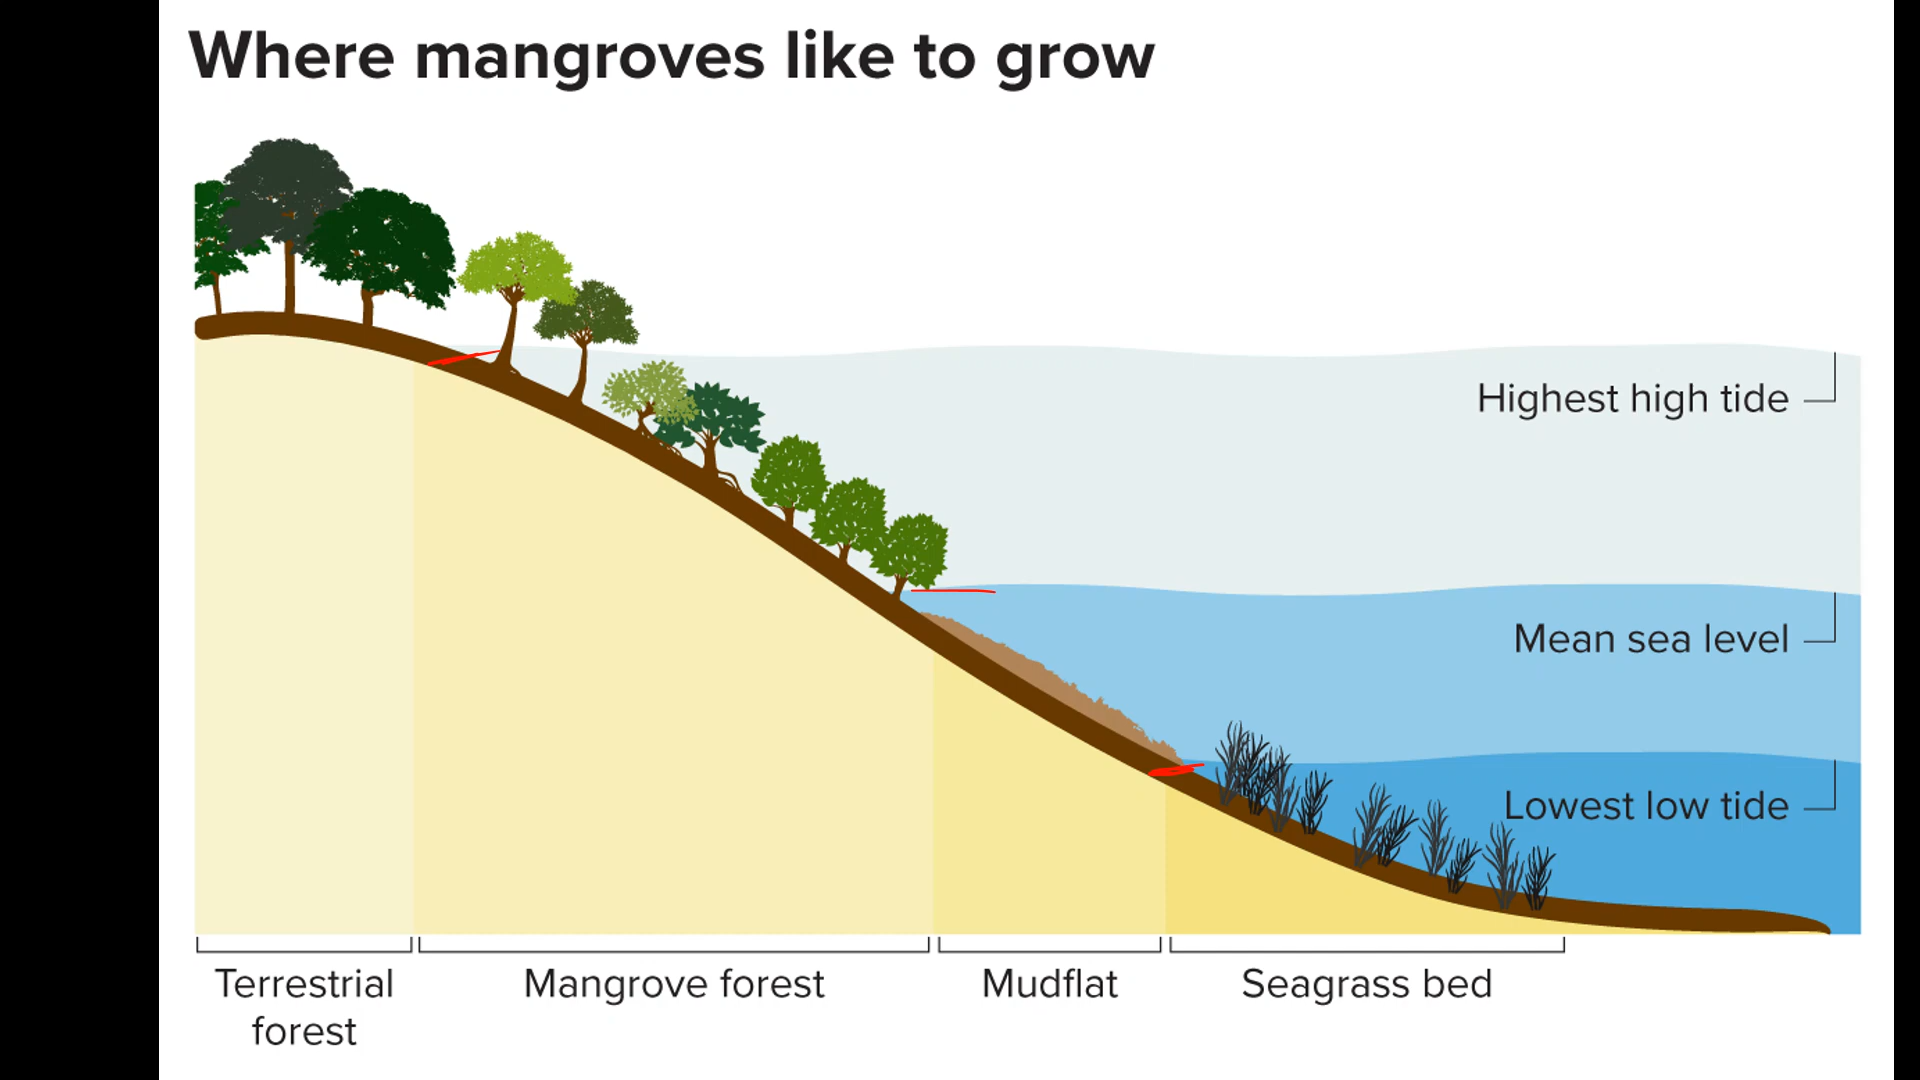 Where mangroves like to grow
Highest high tide
Mean sea level
Lowest low tide
Terrestrial
forest
Mangrove forest
Mudflat
Seagrass bed